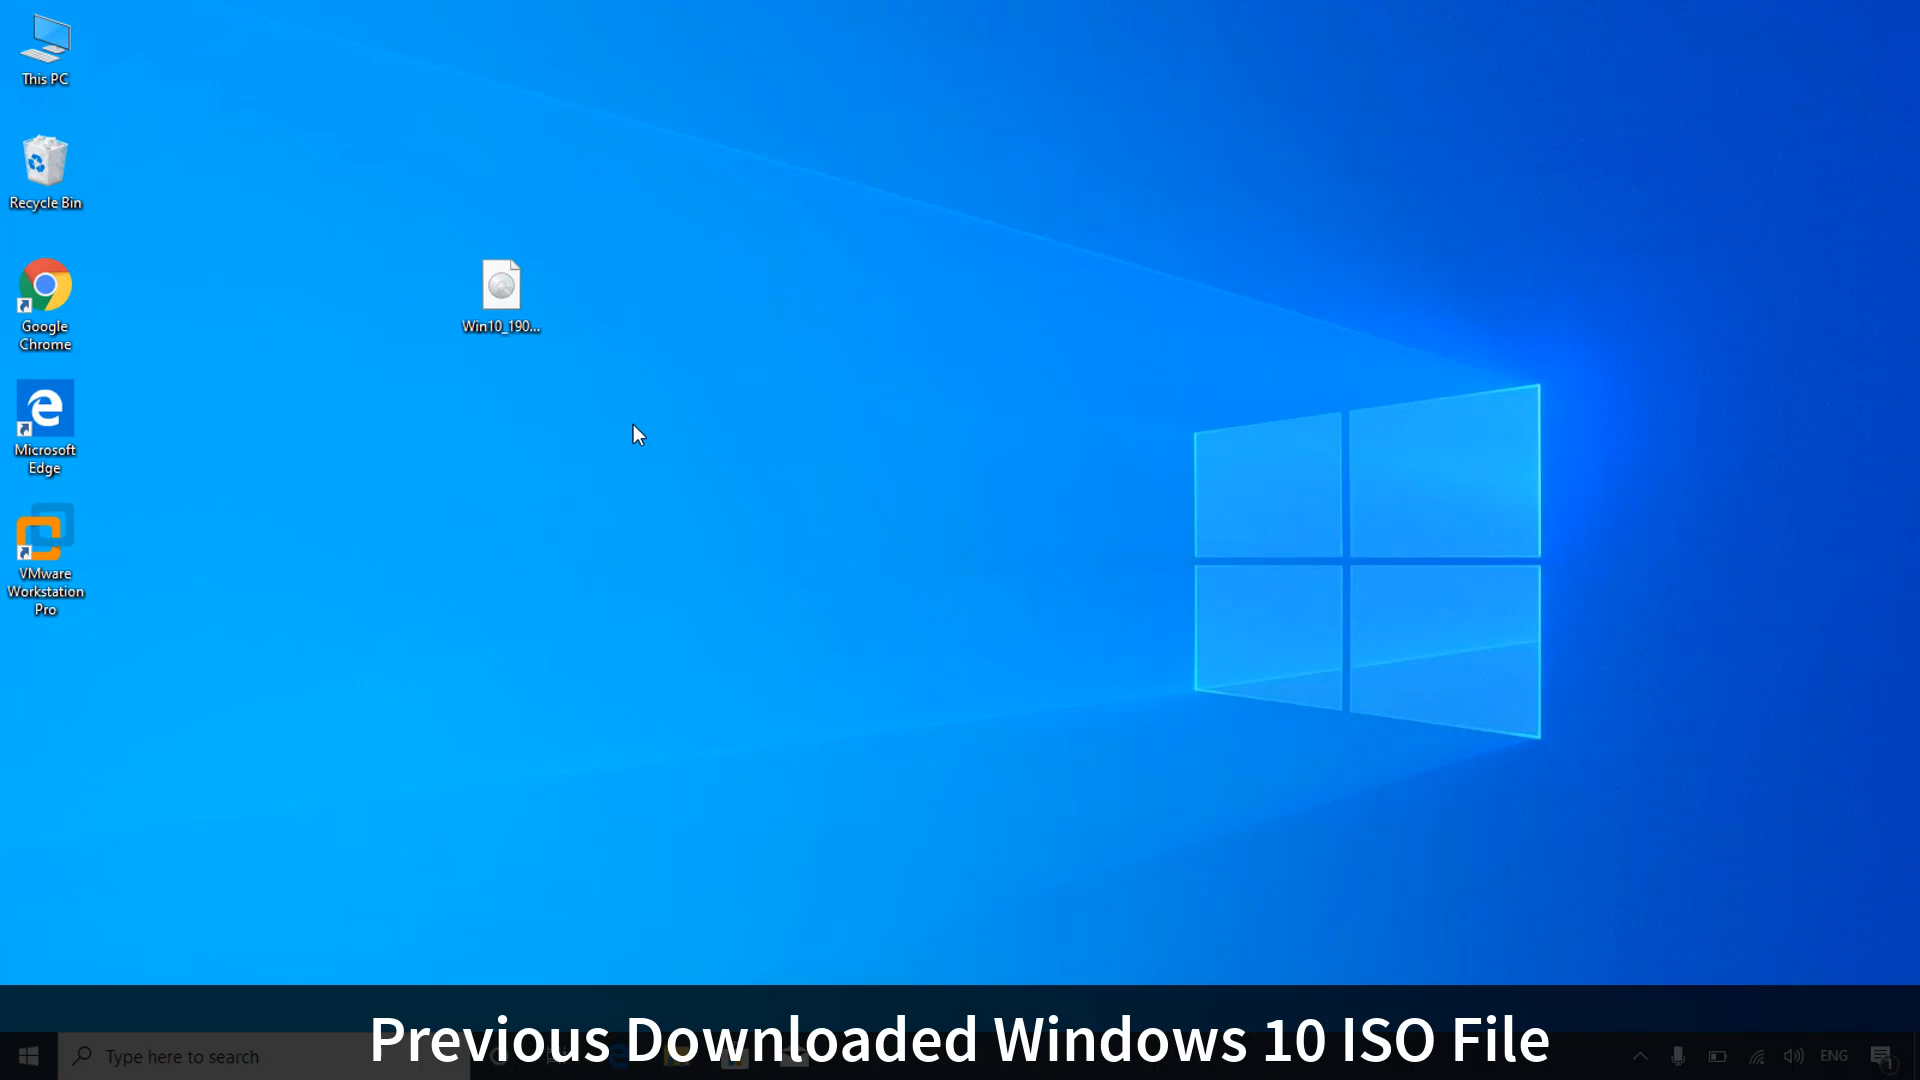 This PC
Recycle Bin
Google
Chrome
Microsoft
Edge
VMware
Workstation
Pro
Win10_190...
Previous Downloaded Windows 10 ISO File
Type here to search
ENG
1